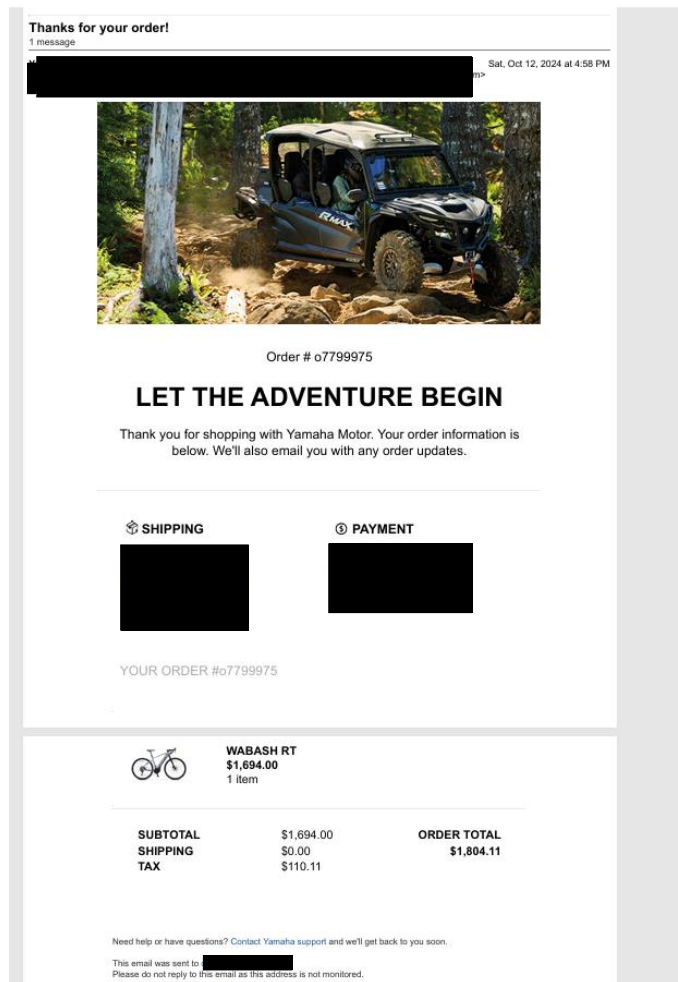 Thanks for your order!
1 message
Sat, Oct 12, 2024 at 4:58 PM
m>
RMAX
Order # o7799975
LET THE ADVENTURE BEGIN
Thank you for shopping with Yamaha Motor. Your order information is
below. We'll also email you with any order updates.
SHIPPING
PAYMENT
YOUR ORDER #o7799975
WABASH RT
$1,694.00
1 item
SUBTOTAL $1,694.00 ORDER TOTAL
SHIPPING $0.00 $1,804.11
TAX $110.11
Need help or have questions? Contact Yamaha support and we'll get back to you soon.
This email was sent to
Please do not reply to this email as this address is not monitored.